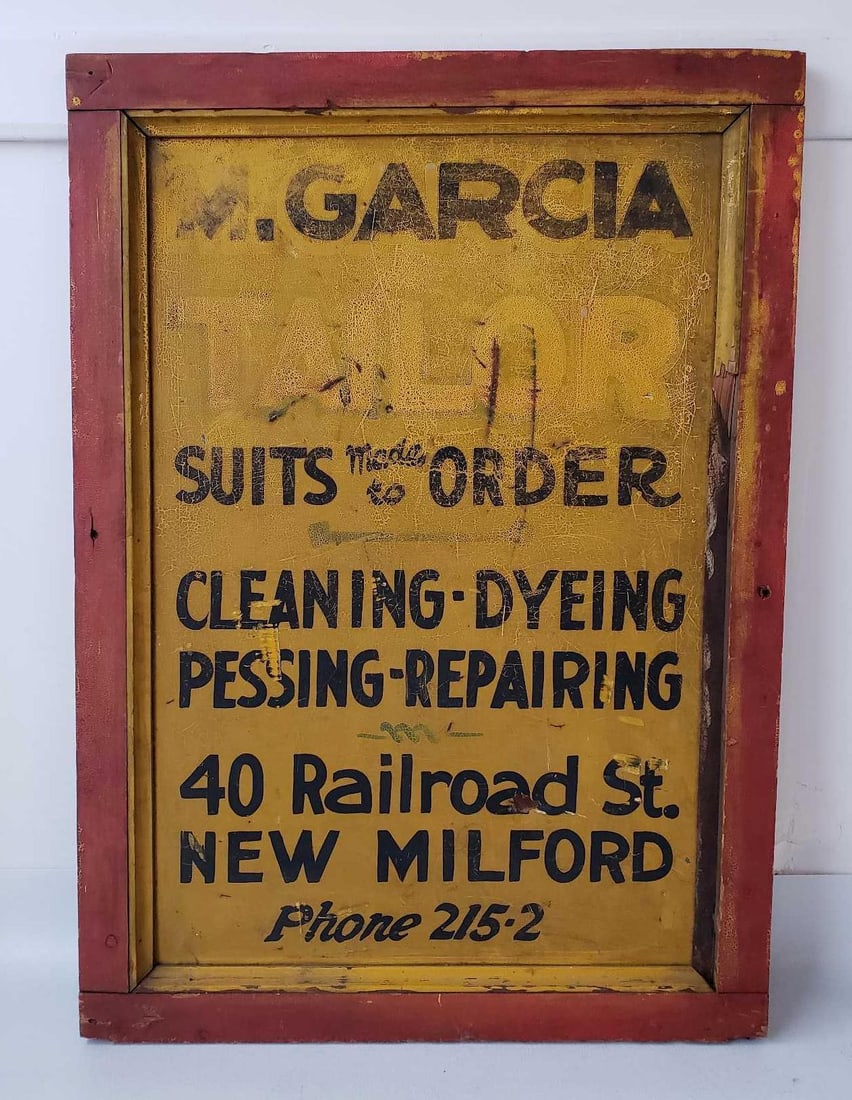 M. GARCIA
TAILOR
SUITS Made to ORDER
CLEANING-DYEING
PESSING-REPAIRING
40 Railroad St.
NEW MILFORD
Phone 215-2